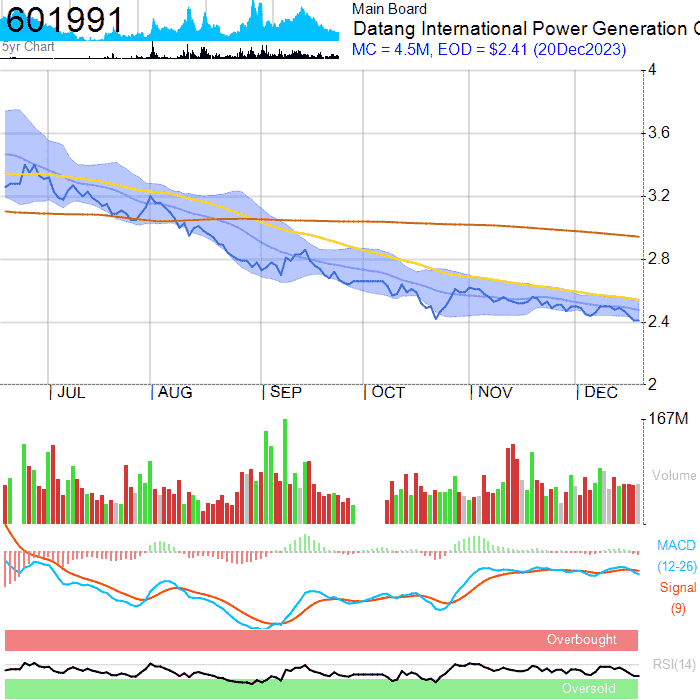 601991
5yr Chart
Main Board
Datang International Power Generation C
MC = 4.5M, EOD = $2.41 (20Dec2023)
4
3.6
3.2
2.8
2.4
2
JUL
AUG
SEP
OCT
NOV
DEC
167M
Volume
MACD
(12-26)
Signal
(9)
Overbought
RSI(14)
Oversold